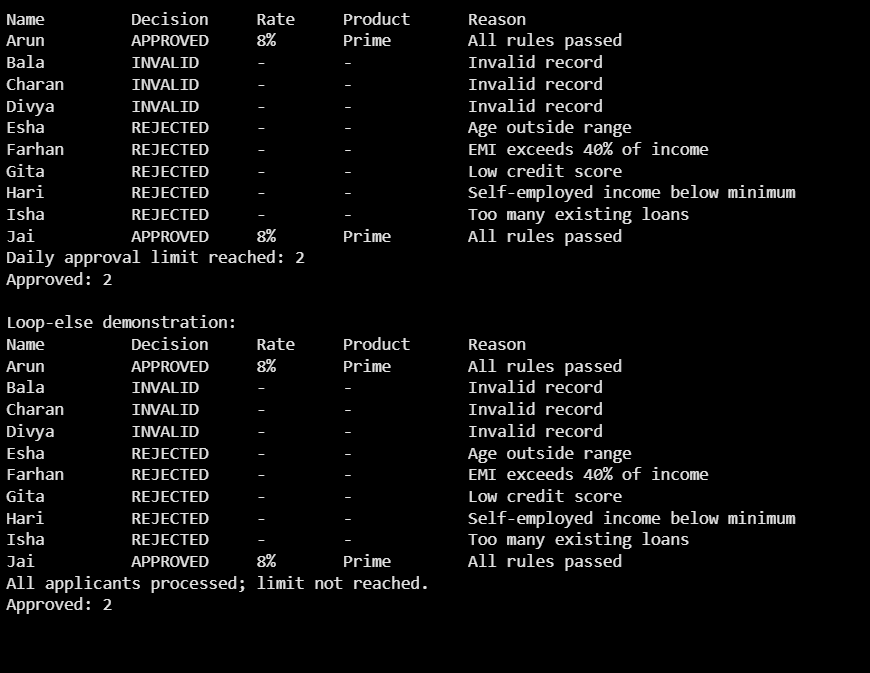 Name Decision Rate Product Reason
Arun APPROVED 8% Prime All rules passed
Bala INVALID - - Invalid record
Charan INVALID - - Invalid record
Divya INVALID - - Invalid record
Esha REJECTED - - Age outside range
Farhan REJECTED - - EMI exceeds 40% of income
Gita REJECTED - - Low credit score
Hari REJECTED - - Self-employed income below minimum
Isha REJECTED - - Too many existing loans
Jai APPROVED 8% Prime All rules passed
Daily approval limit reached: 2
Approved: 2
Loop-else demonstration:
Name Decision Rate Product Reason
Arun APPROVED 8% Prime All rules passed
Bala INVALID - - Invalid record
Charan INVALID - - Invalid record
Divya INVALID - - Invalid record
Esha REJECTED - - Age outside range
Farhan REJECTED - - EMI exceeds 40% of income
Gita REJECTED - - Low credit score
Hari REJECTED - - Self-employed income below minimum
Isha REJECTED - - Too many existing loans
Jai APPROVED 8% Prime All rules passed
All applicants processed; limit not reached.
Approved: 2